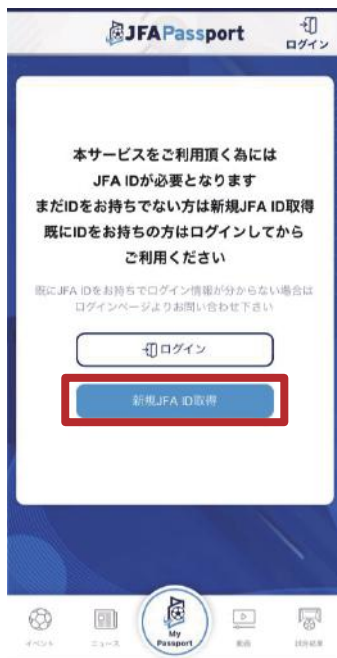 JFAPassport
ログイン
本サービスをご利用頂く為には
JFA IDが必要となります
まだIDをお持ちでない方は新規JFA ID取得
既にIDをお持ちの方はログインしてから
ご利用ください
既にJFA IDをお持ちでログイン情報が分からない場合は
ログインページよりお問い合わせ下さい
ログイン
新規JFA ID取得
イベント
ニュース
My
Passport
動画
試合結果